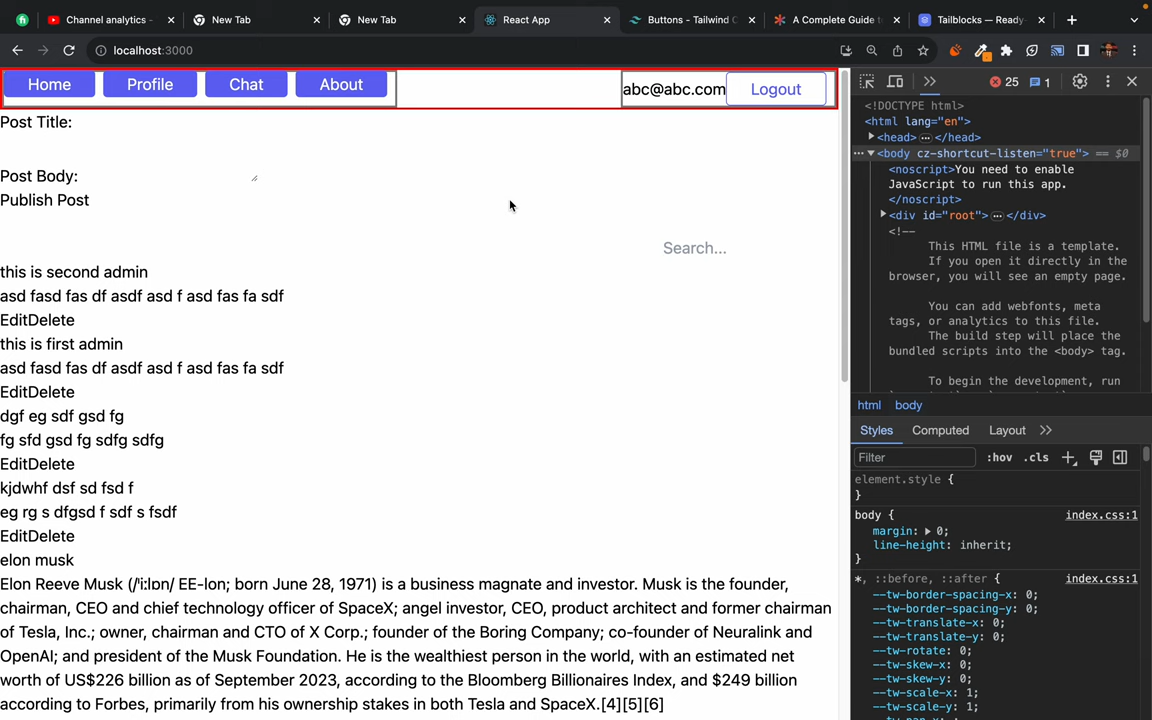 Channel analytics -
New Tab
New Tab
React App
Buttons - Tailwind C
A Complete Guide to
Tailblocks — Ready-
localhost:3000
Home
Profile
Chat
About
abc@abc.com
Logout
25
1
Post Title:
Post Body:
Publish Post
Search...
this is second admin
asd fasd fas df asdf asd f asd fas fa sdf
EditDelete
this is first admin
asd fasd fas df asdf asd f asd fas fa sdf
EditDelete
dgf eg sdf gsd fg
fg sfd gsd fg sdfg sdfg
EditDelete
kjdwhf dsf sd fsd f
eg rg s dfgsd f sdf s fsdf
EditDelete
elon musk
Elon Reeve Musk (/ˈiːlɒn/ EE-lon; born June 28, 1971) is a business magnate and investor. Musk is the founder,
chairman, CEO and chief technology officer of SpaceX; angel investor, CEO, product architect and former chairman
of Tesla, Inc.; owner, chairman and CTO of X Corp.; founder of the Boring Company; co-founder of Neuralink and
OpenAI; and president of the Musk Foundation. He is the wealthiest person in the world, with an estimated net
worth of US$226 billion as of September 2023, according to the Bloomberg Billionaires Index, and $249 billion
according to Forbes, primarily from his ownership stakes in both Tesla and SpaceX.[4][5][6]
<!DOCTYPE html>
<html lang="en">
<head> … </head>
<body cz-shortcut-listen="true"> == $0
<noscript>You need to enable
JavaScript to run this app.
</noscript>
<div id="root"> … </div>
<!--
This HTML file is a template.
If you open it directly in the
browser, you will see an empty page.
You can add webfonts, meta
tags, or analytics to this file.
The build step will place the
bundled scripts into the <body> tag.
To begin the development, run
html
body
Styles
Computed
Layout
Filter
:hov
.cls
element.style {
}
body {
index.css:1
margin: 0;
line-height: inherit;
}
*, ::before, ::after {
index.css:1
--tw-border-spacing-x: 0;
--tw-border-spacing-y: 0;
--tw-translate-x: 0;
--tw-translate-y: 0;
--tw-rotate: 0;
--tw-skew-x: 0;
--tw-skew-y: 0;
--tw-scale-x: 1;
--tw-scale-y: 1;